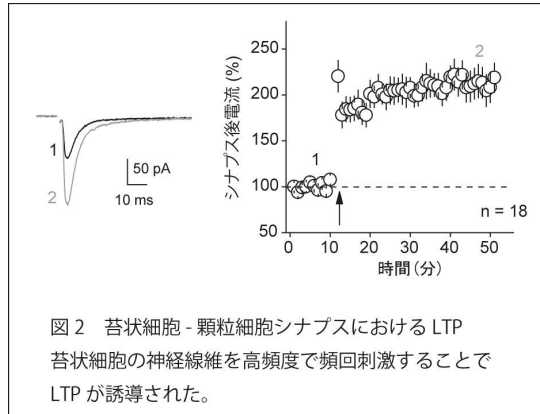 1
2
50 pA
10 ms
シナプス後電流 (%)
250
200
150
100
50
2
1
n = 18
0
10
20
30
40
50
時間（分）
図 2　苔状細胞 - 顆粒細胞シナプスにおける LTP
苔状細胞の神経線維を高頻度で頻回刺激することで
LTP が誘導された。